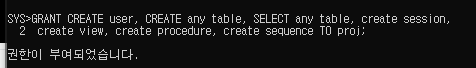 SYS>GRANT CREATE user, CREATE any table, SELECT any table, create session,
2 create view, create procedure, create sequence TO proj;
권한이 부여되었습니다.